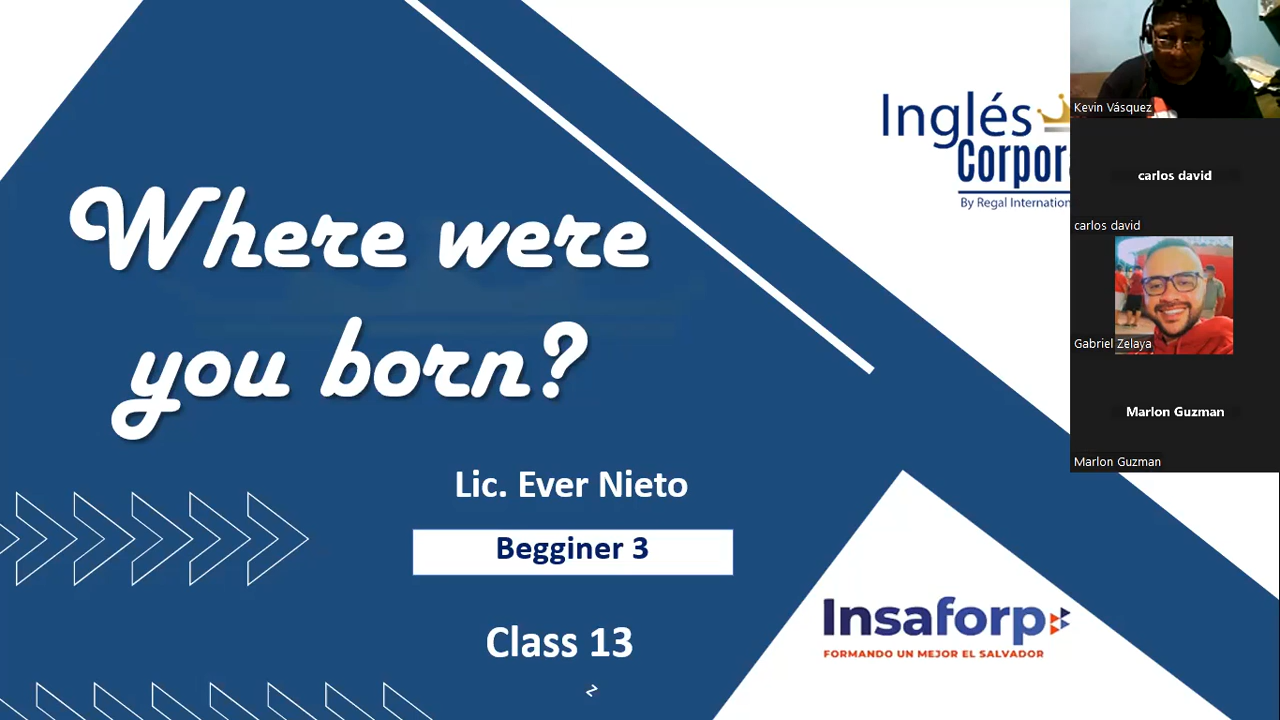 Where were
you born?
Lic. Ever Nieto
Begginer 3
Class 13
Inglés
Corpor
By Regal Internation
Insaforp
FORMANDO UN MEJOR EL SALVADOR
Kevin Vásquez
carlos david
carlos david
Gabriel Zelaya
Marlon Guzman
Marlon Guzman